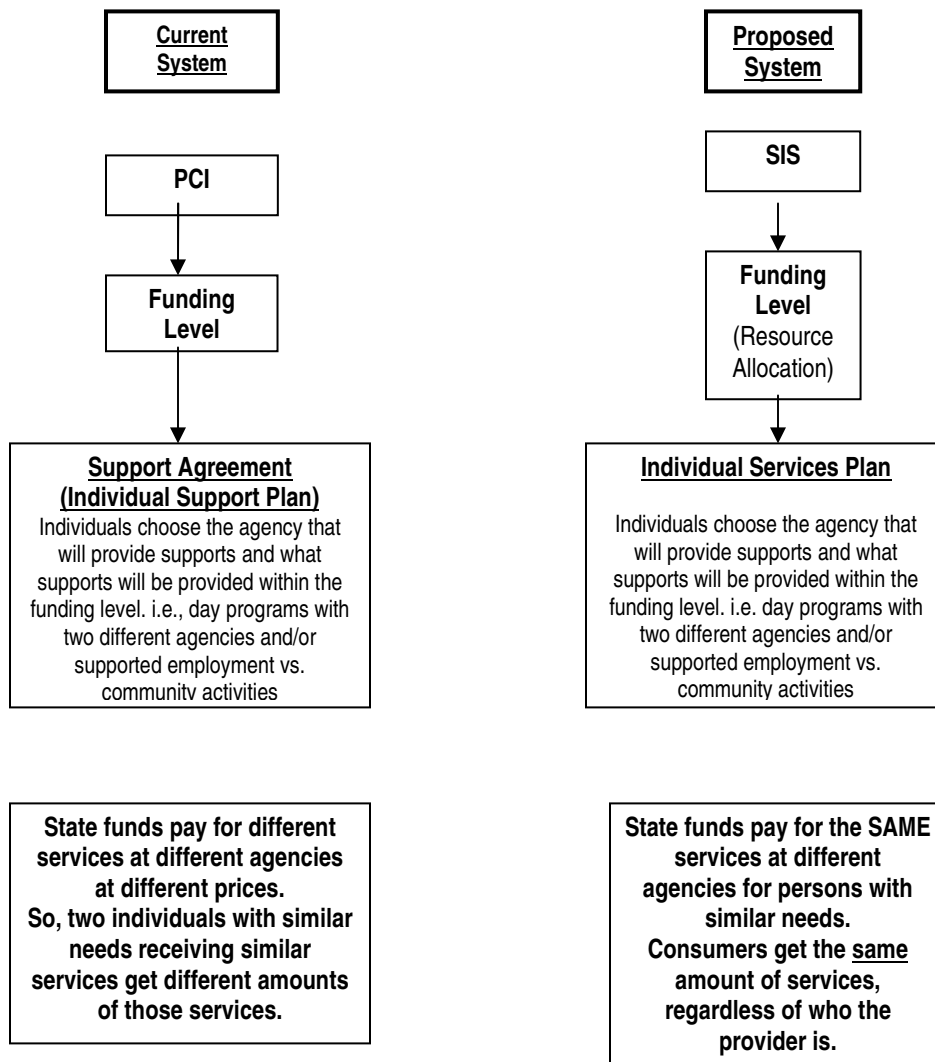 Current
System
PCI
Funding
Level
Support Agreement
(Individual Support Plan)
Individuals choose the agency that
will provide supports and what
supports will be provided within the
funding level. i.e., day programs with
two different agencies and/or
supported employment vs.
community activities
State funds pay for different
services at different agencies
at different prices.
So, two individuals with similar
needs receiving similar
services get different amounts
of those services.
Proposed
System
SIS
Funding
Level
(Resource
Allocation)
Individual Services Plan
Individuals choose the agency that
will provide supports and what
supports will be provided within the
funding level. i.e. day programs with
two different agencies and/or
supported employment vs.
community activities
State funds pay for the SAME
services at different
agencies for persons with
similar needs.
Consumers get the same
amount of services,
regardless of who the
provider is.